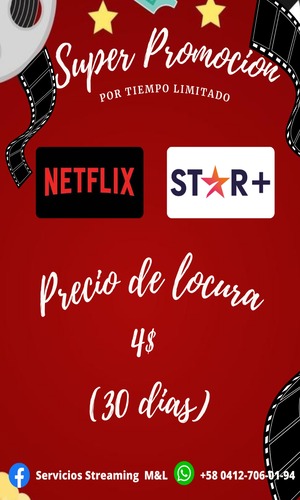 Super Promocion
POR TIEMPO LIMITADO
NETFLIX
ST★R+
Precio de locura
4$
(30 dias)
Servicios Streaming M&L +58 0412-706-01-94